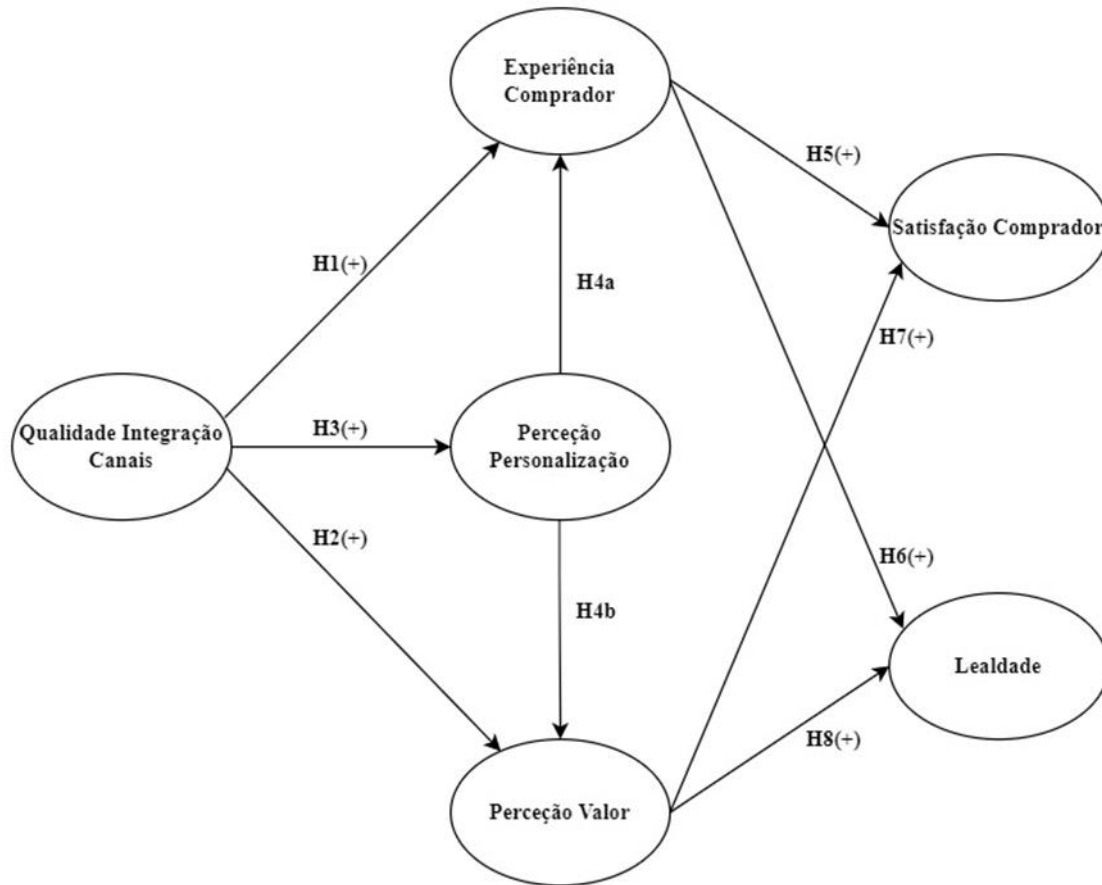 Experiência
Comprador
H5(+)
Satisfação Comprador
H1(+)
H4a
H7(+)
Qualidade Integração
Canais
H3(+)
Perceção
Personalização
H2(+)
H6(+)
H4b
Lealdade
H8(+)
Perceção Valor